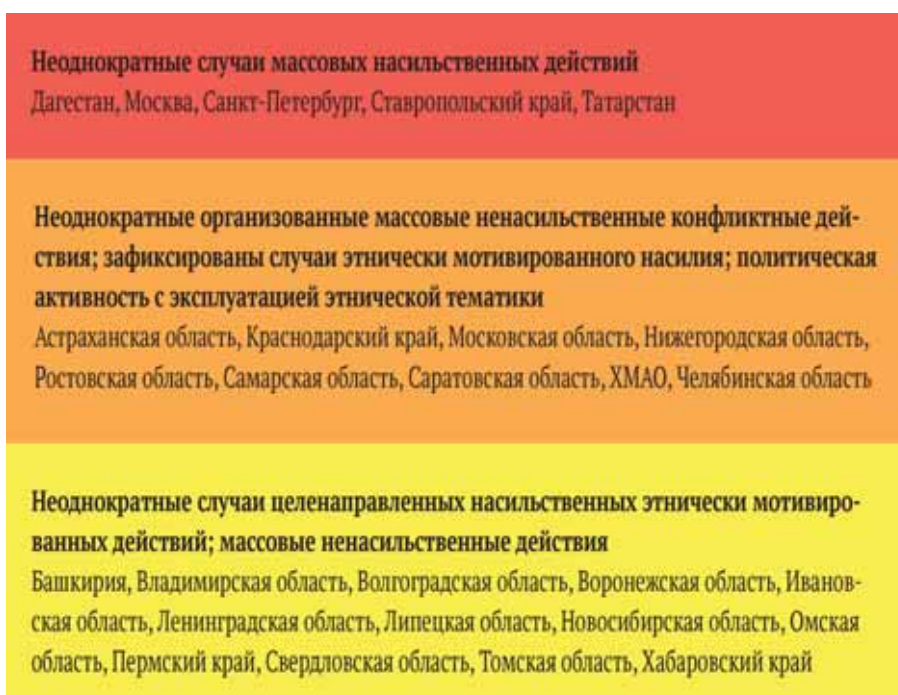 Неоднократные случаи массовых насильственных действий
Дагестан, Москва, Санкт-Петербург, Ставропольский край, Татарстан
Неоднократные организованные массовые ненасильственные конфликтные дей-
ствия; зафиксированы случаи этнически мотивированного насилия; политическая
активность с эксплуатацией этнической тематики
Астраханская область, Краснодарский край, Московская область, Нижегородская область,
Ростовская область, Самарская область, Саратовская область, ХМАО, Челябинская область
Неоднократные случаи целенаправленных насильственных этнически мотивиро-
ванных действий; массовые ненасильственные действия
Башкирия, Владимирская область, Волгоградская область, Воронежская область, Иванов-
ская область, Ленинградская область, Липецкая область, Новосибирская область, Омская
область, Пермский край, Свердловская область, Томская область, Хабаровский край